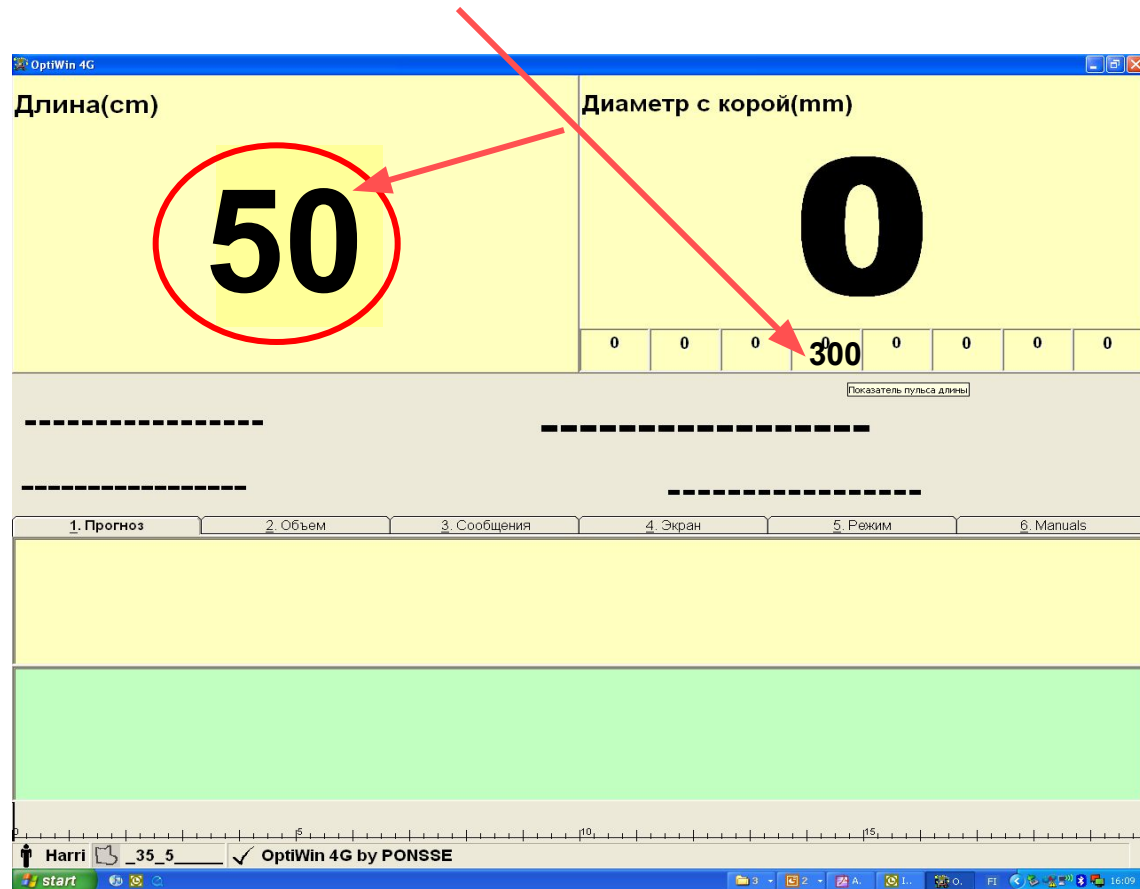 OptiWin 4G
Длина(cm)
Диаметр с корой(mm)
50
0
0 0 0 0 0 0 0 0
300
Показатель пульса длины
----------------
-----------------
----------------
-----------------
1. Прогноз 2. Объем 3. Сообщения 4. Экран 5. Режим 6. Manuals
0 5 10 15
Harri _35_5_____ OptiWin 4G by PONSSE
start 3 2 A. I.. O. FI 16:09